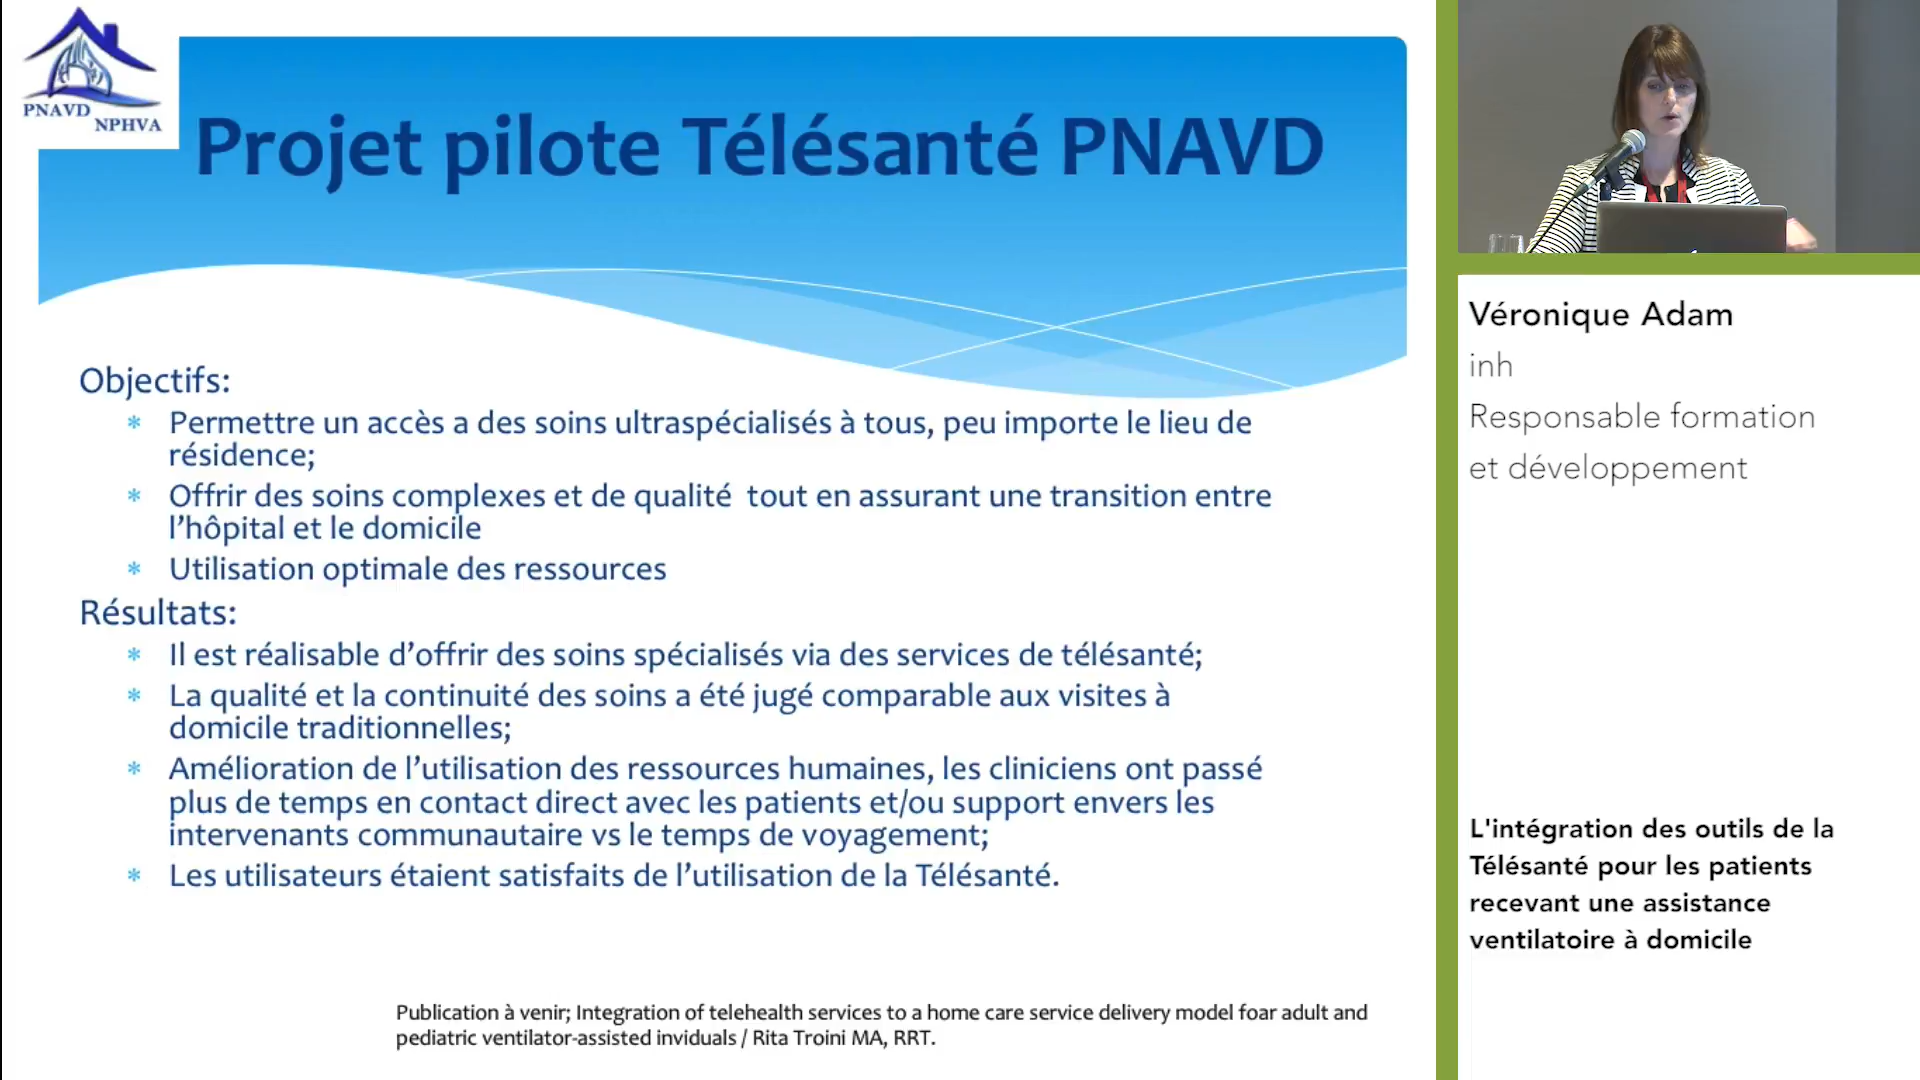 PNAVD
NPHVA
Projet pilote Télésanté PNAVD
Objectifs:
* Permettre un accès a des soins ultraspécialisés à tous, peu importe le lieu de
résidence;
* Offrir des soins complexes et de qualité tout en assurant une transition entre
l’hôpital et le domicile
* Utilisation optimale des ressources
Résultats:
* Il est réalisable d’offrir des soins spécialisés via des services de télésanté;
* La qualité et la continuité des soins a été jugé comparable aux visites à
domicile traditionnelles;
* Amélioration de l’utilisation des ressources humaines, les cliniciens ont passé
plus de temps en contact direct avec les patients et/ou support envers les
intervenants communautaire vs le temps de voyagement;
* Les utilisateurs étaient satisfaits de l’utilisation de la Télésanté.
Publication à venir; Integration of telehealth services to a home care service delivery model foar adult and
pediatric ventilator-assisted inviduals / Rita Troini MA, RRT.
Véronique Adam
inh
Responsable formation
et développement
L'intégration des outils de la
Télésanté pour les patients
recevant une assistance
ventilatoire à domicile